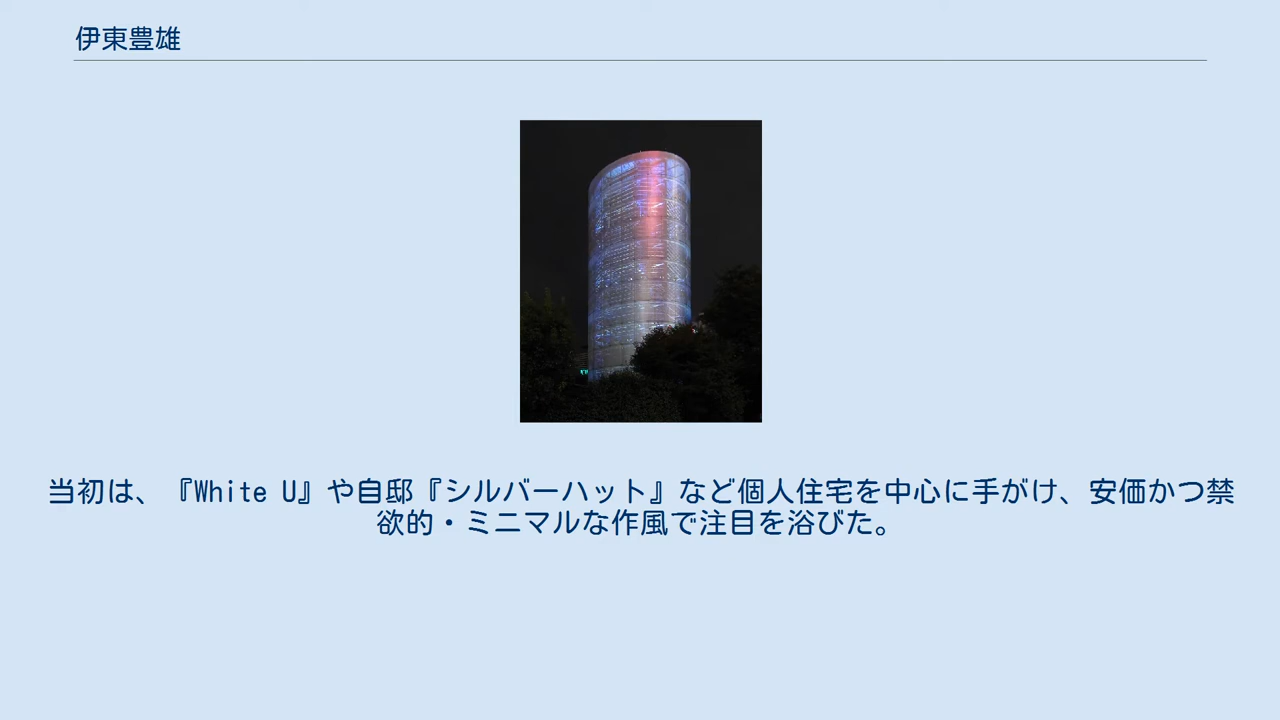 伊東豊雄
当初は、『White U』や自邸『シルバーハット』など個人住宅を中心に手がけ、安価かつ禁
欲的・ミニマルな作風で注目を浴びた。